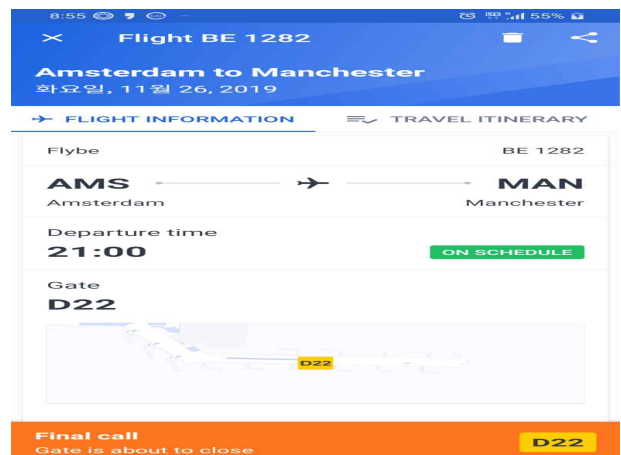 8:55 55%
Flight BE 1282
Amsterdam to Manchester
화요일, 11월 26, 2019
FLIGHT INFORMATION TRAVEL ITINERARY
Flybe BE 1282
AMS MAN
Amsterdam Manchester
Departure time
21:00 ON SCHEDULE
Gate
D22
D22
Final call
Gate is about to close D22